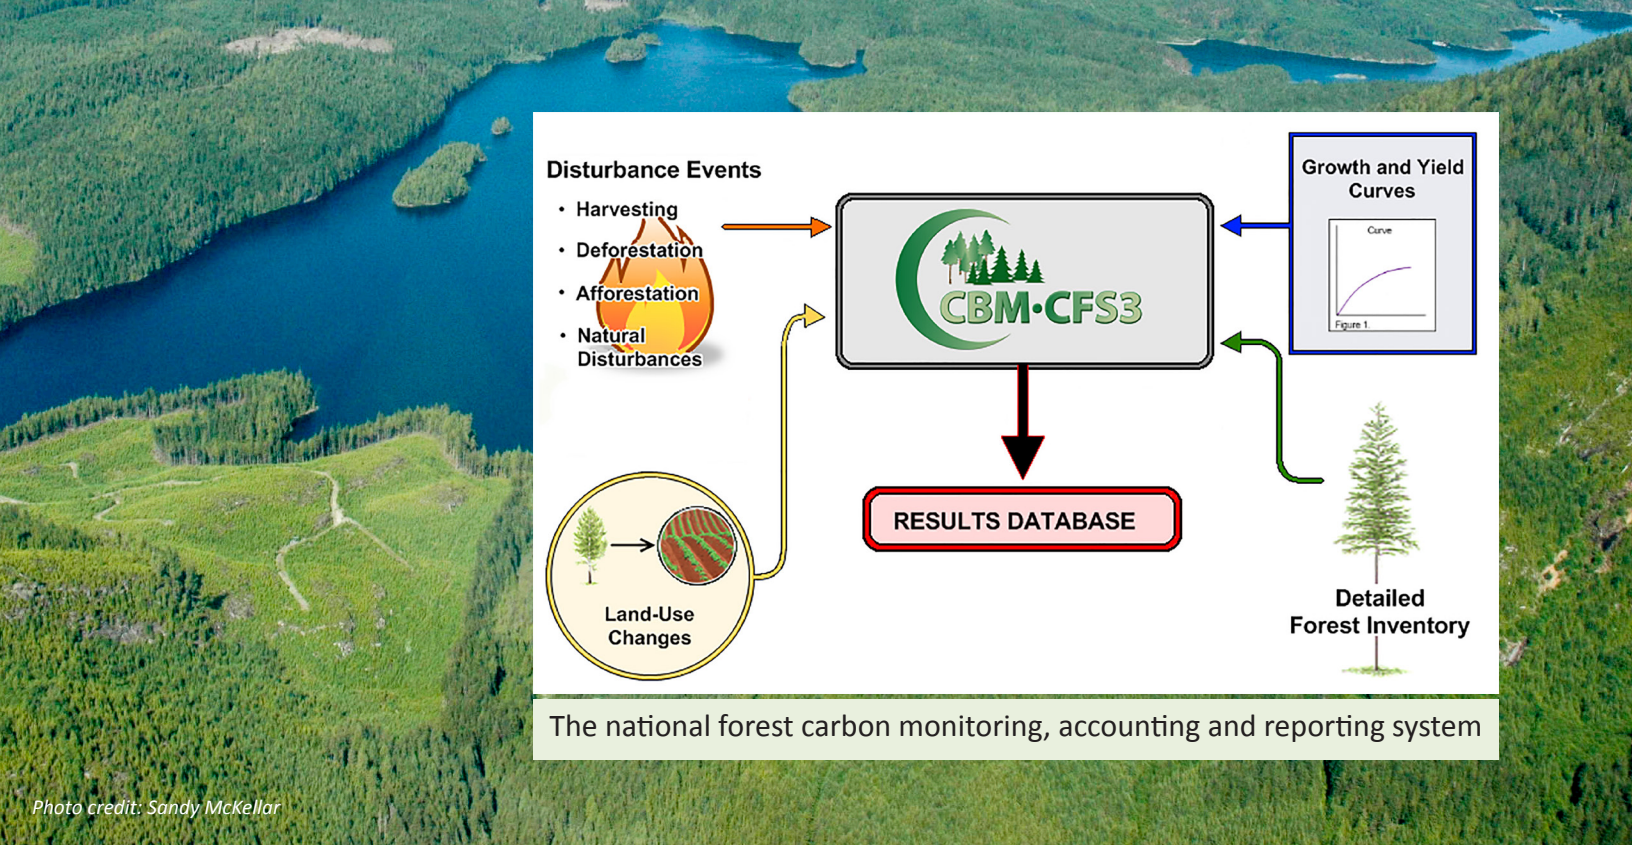 Disturbance Events
• Harvesting
• Deforestation
• Afforestation
• Natural
Disturbances
CBM•CFS3
Growth and Yield
Curves
Curve
Figure 1.
RESULTS DATABASE
Land-Use
Changes
Detailed
Forest Inventory
The national forest carbon monitoring, accounting and reporting system
Photo credit: Sandy McKellar